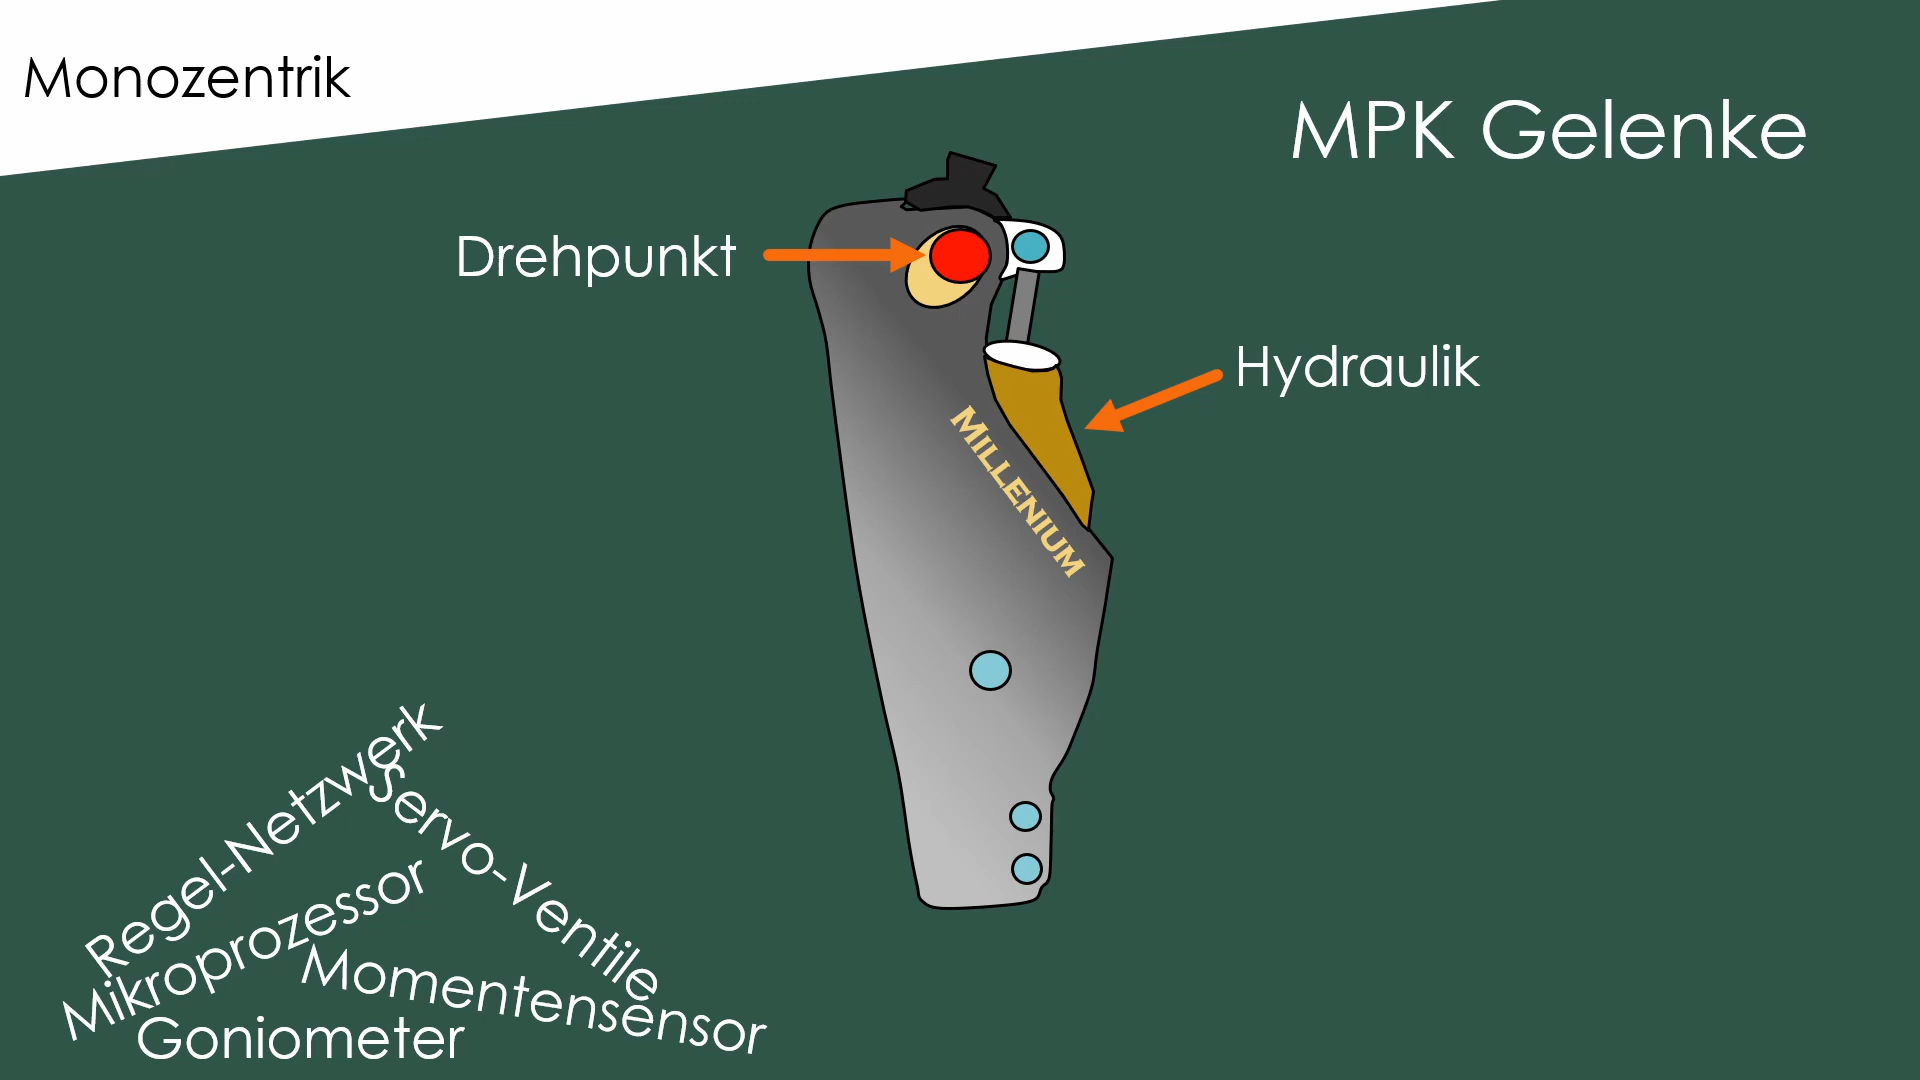 Monozentrik
MPK Gelenke
Drehpunkt
Hydraulik
MILLENIUM
Regel-Netzwerk
Servo-Ventile
Mikroprozessor
Momentensensor
Goniometer